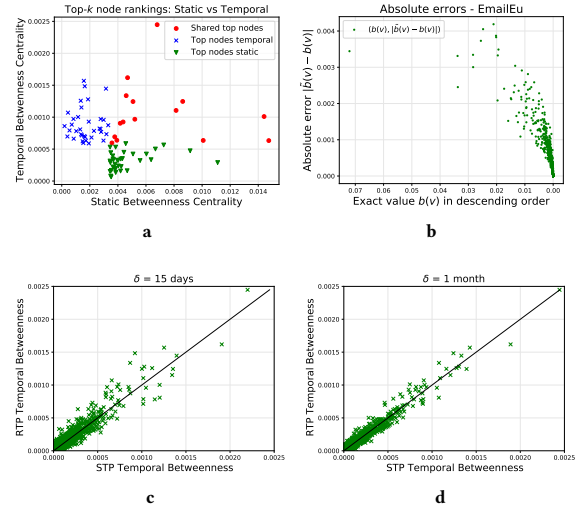 Top-k node rankings: Static vs Temporal
Temporal Betweenness Centrality
0.0025
0.0020
0.0015
0.0010
0.0005
0.0000
Shared top nodes
Top nodes temporal
Top nodes static
0.000 0.002 0.004 0.006 0.008 0.010 0.012 0.014
Static Betweenness Centrality
a
Absolute errors - EmailEu
Absolute error |b̃(v) − b(v)|
0.004
0.003
0.002
0.001
0.000
(b(v), |b̃(v) − b(v)|)
0.07 0.06 0.05 0.04 0.03 0.02 0.01 0.00
Exact value b(v) in descending order
b
δ = 15 days
RTP Temporal Betweenness
0.0025
0.0020
0.0015
0.0010
0.0005
0.0000
0.0000 0.0005 0.0010 0.0015 0.0020 0.0025
STP Temporal Betweenness
c
δ = 1 month
RTP Temporal Betweenness
0.0025
0.0020
0.0015
0.0010
0.0005
0.0000
0.0000 0.0005 0.0010 0.0015 0.0020 0.0025
STP Temporal Betweenness
d